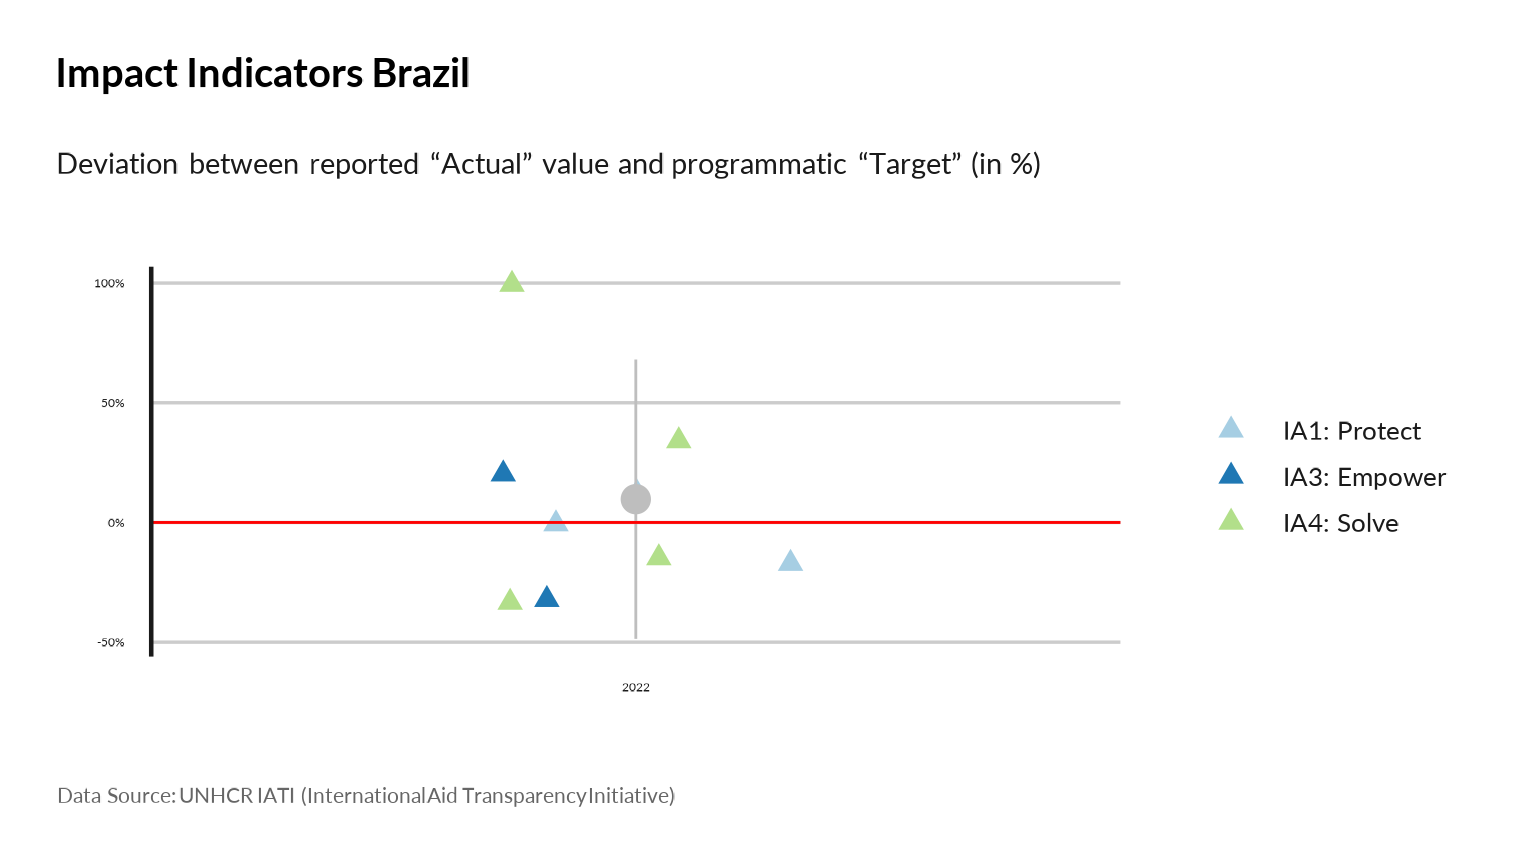 Impact Indicators Brazil
Deviation between reported “Actual” value and programmatic “Target” (in %)
100%
50%
0%
-50%
2022
IA1: Protect
IA3: Empower
IA4: Solve
Data Source: UNHCR IATI (International Aid Transparency Initiative)